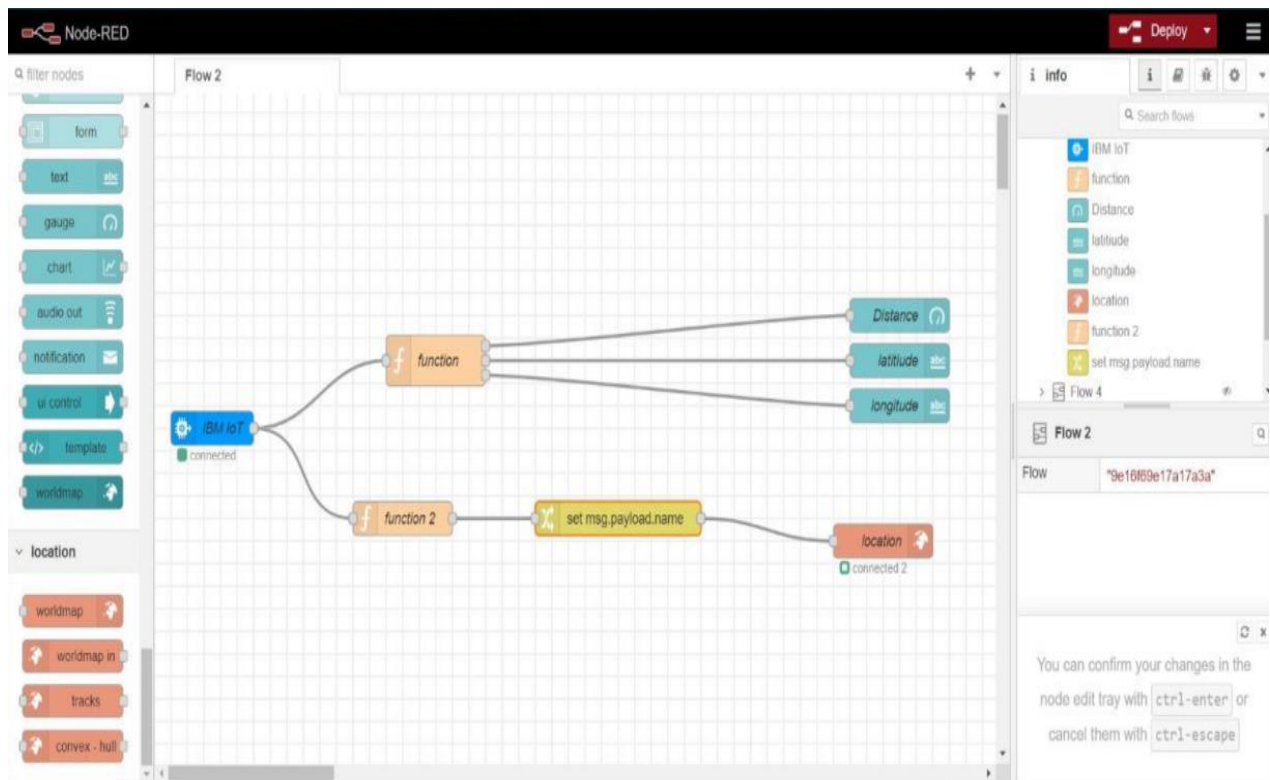 Node-RED
Deploy
filter nodes
form
text
abc
gauge
chart
audio out
notification
ui control
</> template
worldmap
location
worldmap
worldmap in
tracks
convex - hull
Flow 2
IBM IoT
connected
function
Distance
latitiude
abc
longitude
abc
function 2
set msg.payload.name
location
connected 2
i info
i
Search flows
IBM IoT
function
Distance
latitiude
longitude
location
function 2
set msg.payload.name
Flow 4
Flow 2
Flow
"9e16f69e17a17a3a"
You can confirm your changes in the
node edit tray with ctrl-enter or
cancel them with ctrl-escape